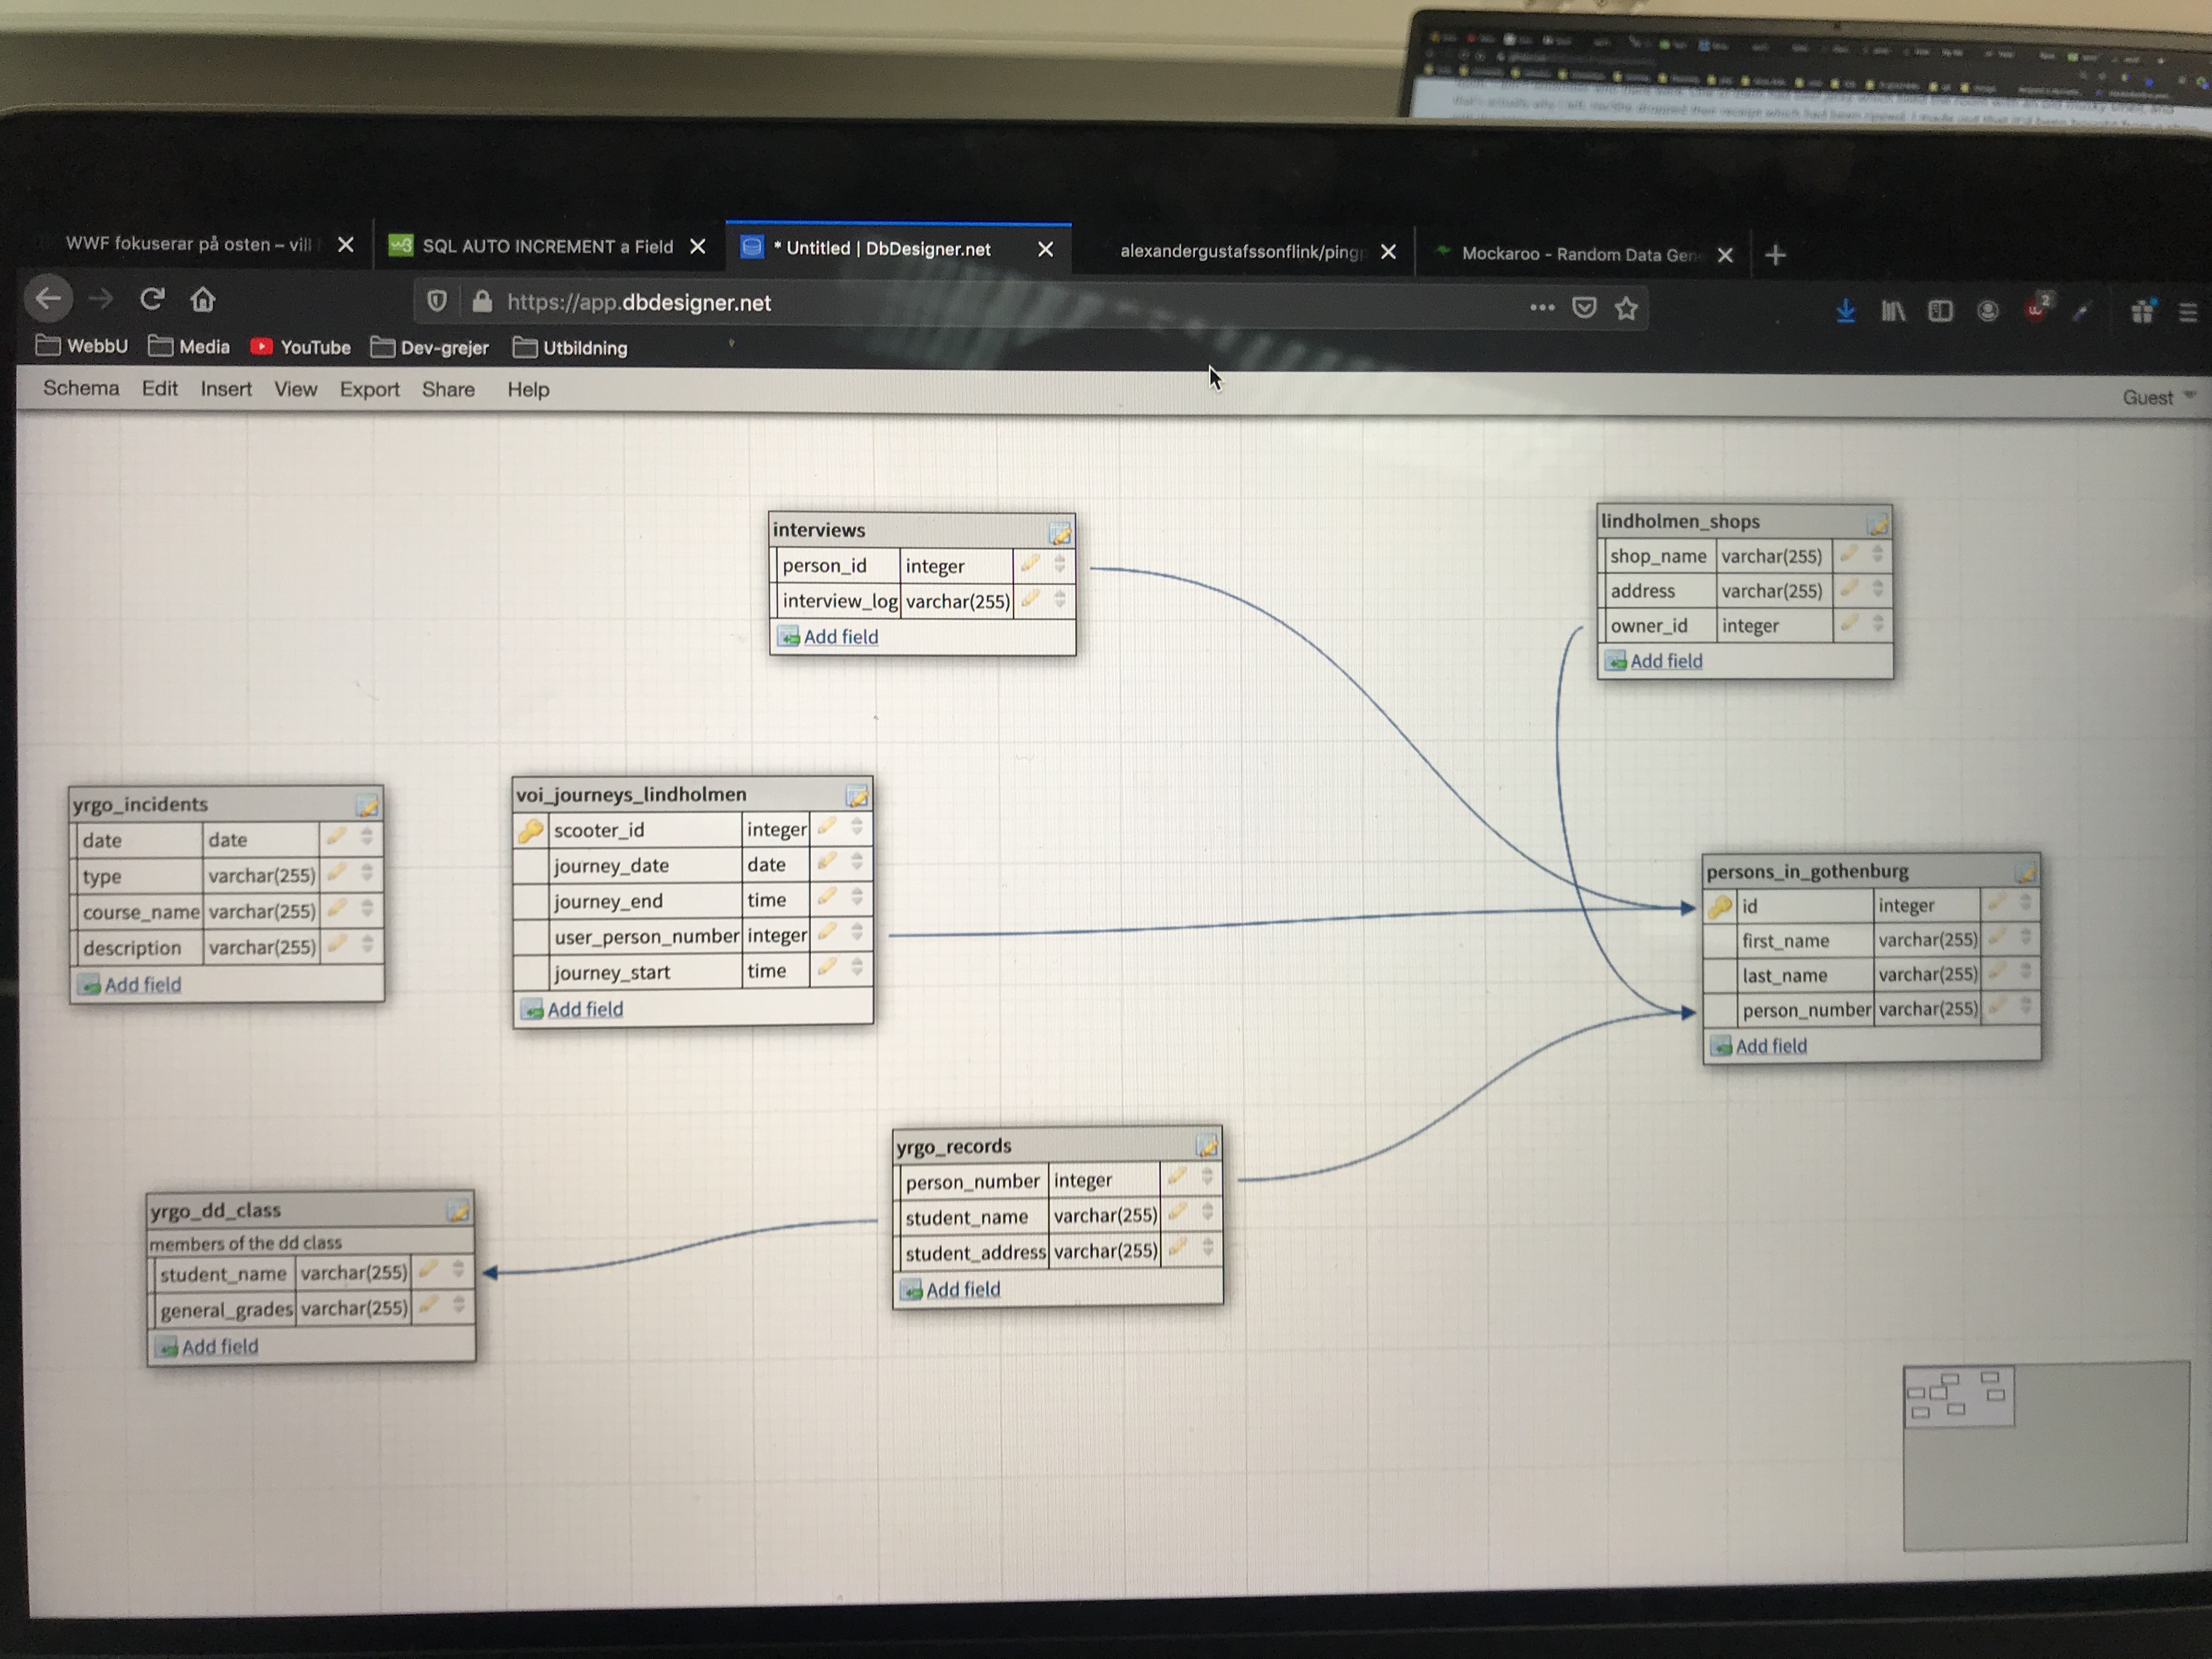 WWF fokuserar på osten – vill
SQL AUTO INCREMENT a Field
* Untitled | DbDesigner.net
alexandergustafssonflink/ping
Mockaroo - Random Data Gen
https://app.dbdesigner.net
2
WebbU
Media
YouTube
Dev-grejer
Utbildning
Schema Edit Insert View Export Share Help
Guest
interviews
person_id integer
interview_log varchar(255)
Add field
lindholmen_shops
shop_name varchar(255)
address varchar(255)
owner_id integer
Add field
yrgo_incidents
date date
type varchar(255)
course_name varchar(255)
description varchar(255)
Add field
voi_journeys_lindholmen
scooter_id integer
journey_date date
journey_end time
user_person_number integer
journey_start time
Add field
persons_in_gothenburg
id integer
first_name varchar(255)
last_name varchar(255)
person_number varchar(255)
Add field
yrgo_records
person_number integer
student_name varchar(255)
student_address varchar(255)
Add field
yrgo_dd_class
members of the dd class
student_name varchar(255)
general_grades varchar(255)
Add field